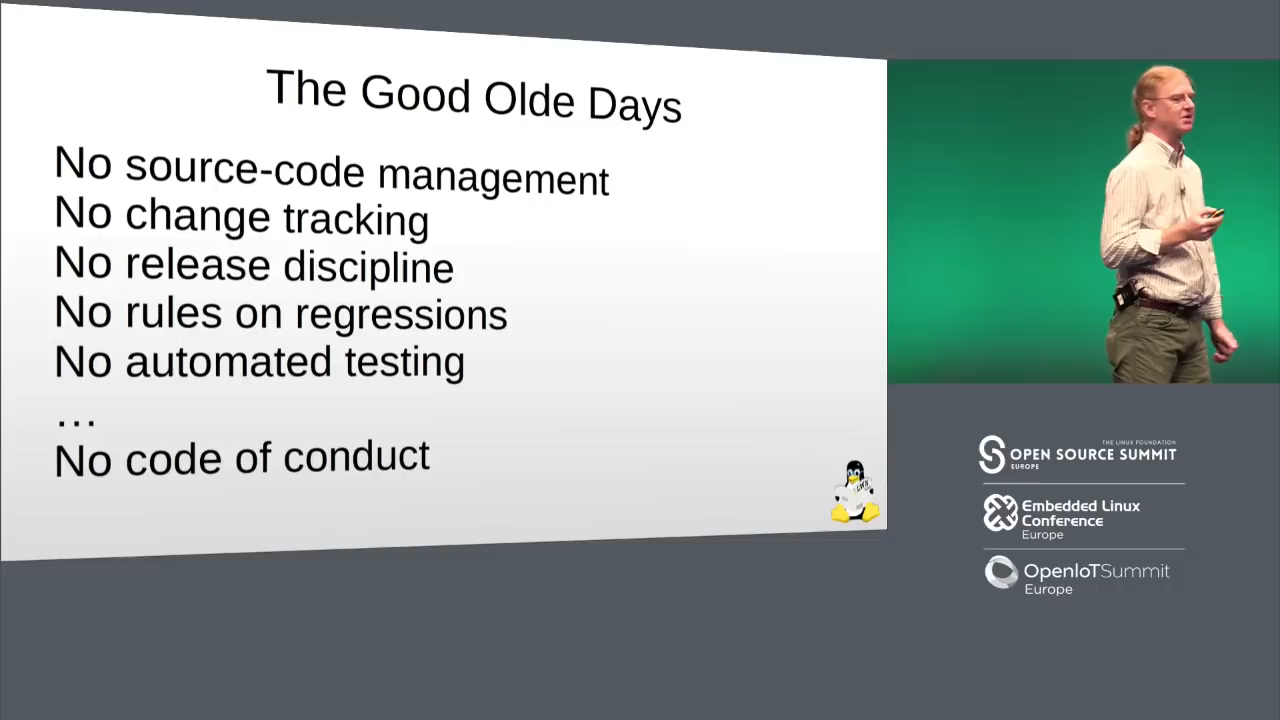 The Good Olde Days
No source-code management
No change tracking
No release discipline
No rules on regressions
No automated testing
...
No code of conduct
LWN
THE LINUX FOUNDATION
OPEN SOURCE SUMMIT
EUROPE
Embedded Linux
Conference
Europe
OpenIoTSummit
Europe